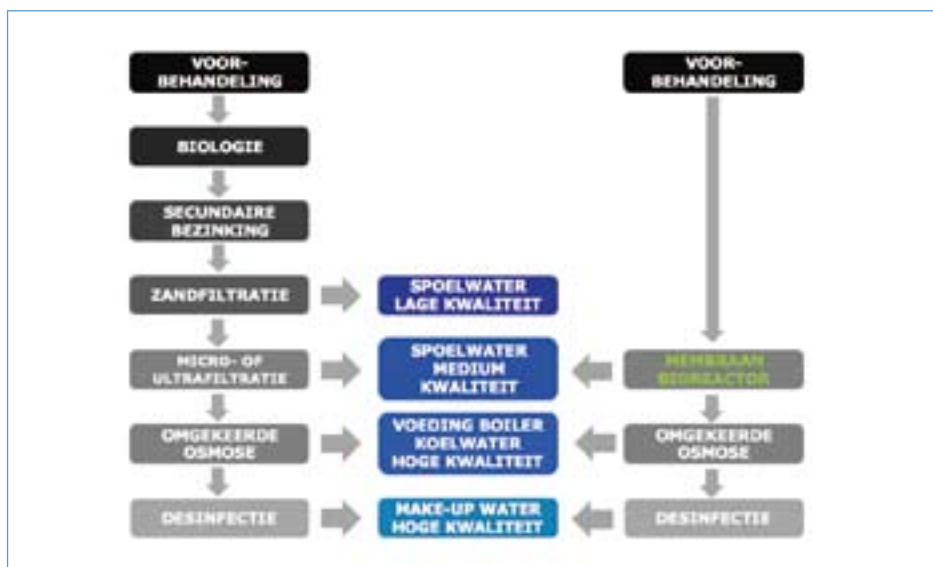 VOOR-
BEHANDELING
BIOLOGIE
SECUNDAIRE
BEZINKING
ZANDFILTRATIE
MICRO- OF
ULTRAFILTRATIE
OMGEKEERDE
OSMOSE
DESINFECTIE
SPOELWATER
LAGE KWALITEIT
SPOELWATER
MEDIUM
KWALITEIT
VOEDING BOILER
KOELWATER
HOGE KWALITEIT
MAKE-UP WATER
HOGE KWALITEIT
VOOR-
BEHANDELING
MEMBRAAN
BIOREACTOR
OMGEKEERDE
OSMOSE
DESINFECTIE